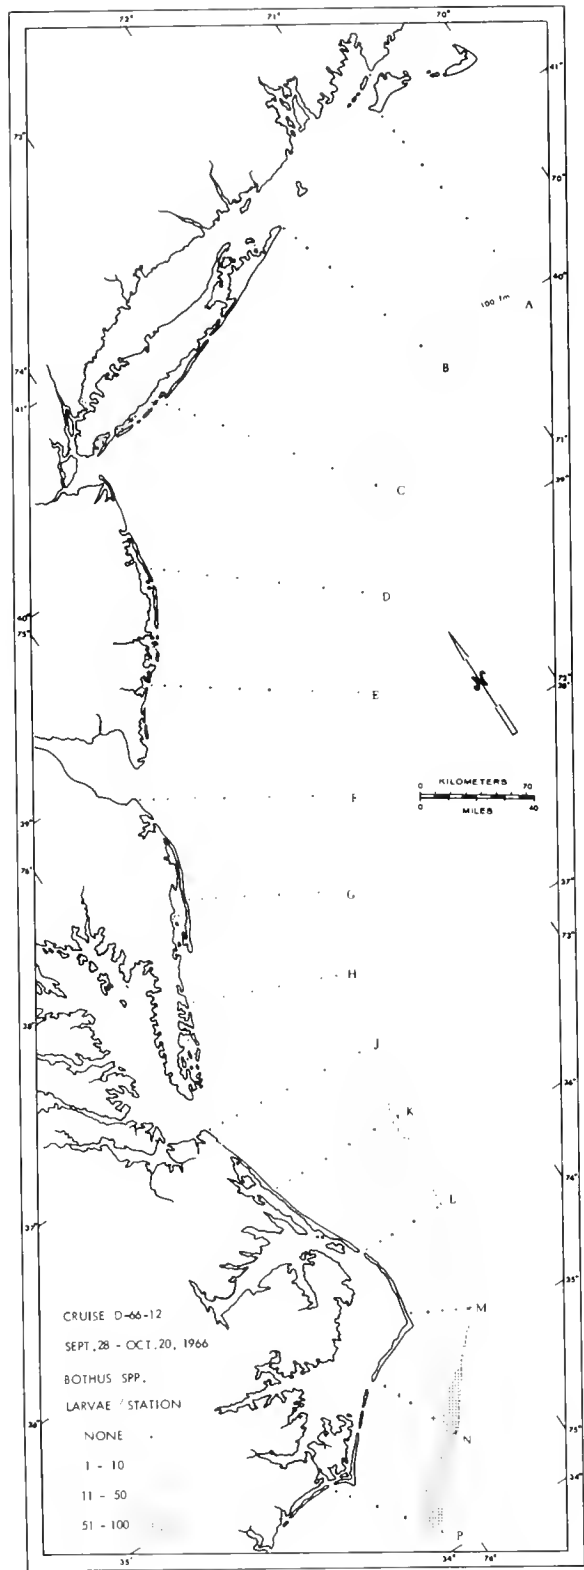 72°
71°
70
41°
73°
70°
40°
100 fm
A
B
74°
41°
71°
39°
C
D
40°
75°
72°
E
KILOMETERS
0 70
0 40
MILES
F
39°
76°
37°
G
73°
H
38°
J
36°
K
74°
L
37°
35°
M
CRUISE D-66-12
SEPT. 28 - OCT. 20, 1966
BOTHUS SPP.
LARVAE / STATION
NONE
1 - 10
11 - 50
51 - 100
36°
75°
N
34°
P
35°
34°
76°